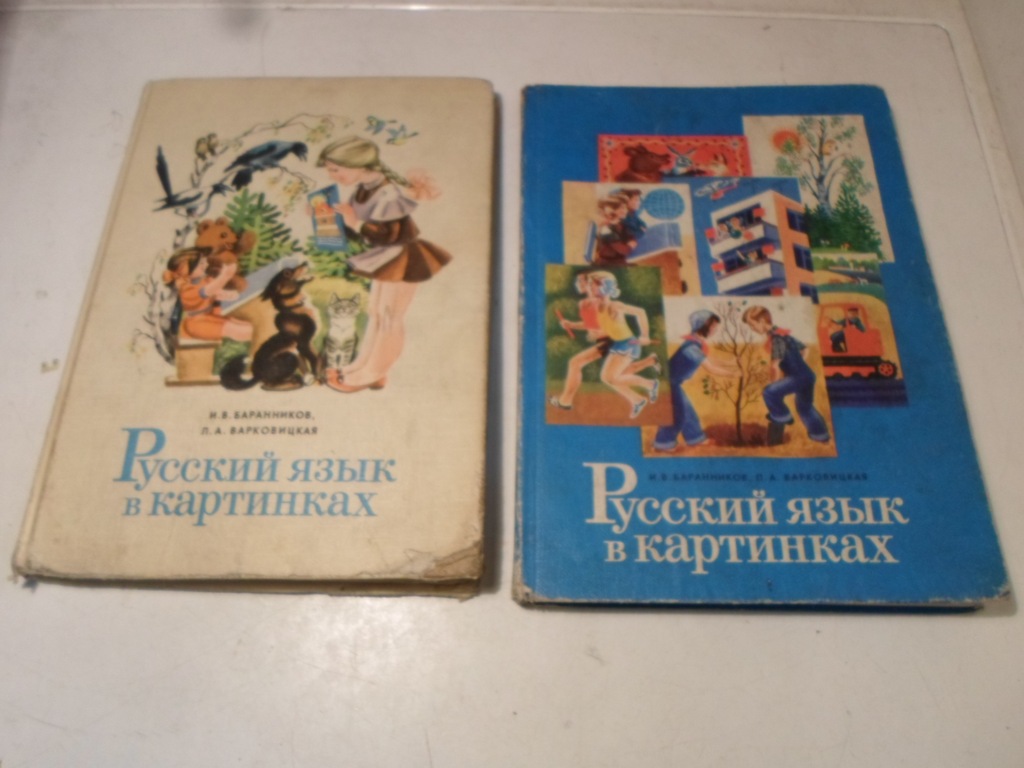 И.В. БАРАННИКОВ,
Л.А. ВАРКОВИЦКАЯ
Русский язык
в картинках
И.В. БАРАННИКОВ, Л.А. ВАРКОВИЦКАЯ
Русский язык
в картинках